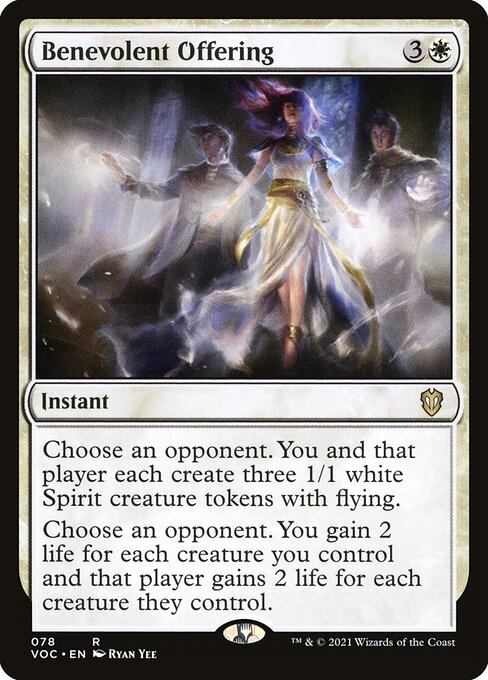 Benevolent Offering 3
Instant
Choose an opponent. You and that
player each create three 1/1 white
Spirit creature tokens with flying.
Choose an opponent. You gain 2
life for each creature you control
and that player gains 2 life for each
creature they control.
078 R
VOC • EN Ryan Yee
™ & © 2021 Wizards of the Coast